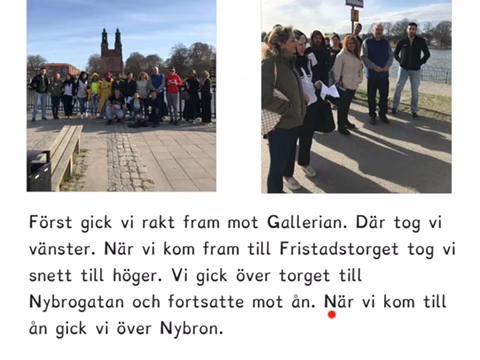 Först gick vi rakt fram mot Gallerian. Där tog vi
vänster. När vi kom fram till Fristadstorget tog vi
snett till höger. Vi gick över torget till
Nybrogatan och fortsatte mot ån. När vi kom till
ån gick vi över Nybron.